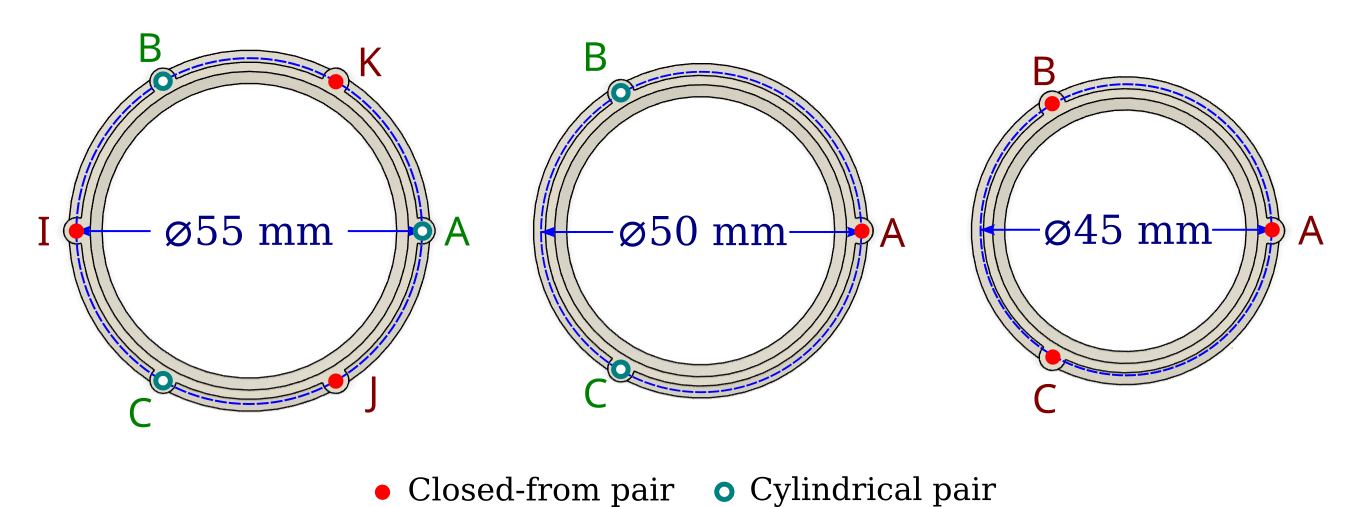 B K
I ⌀55 mm A
C J
B
⌀50 mm A
C
B
⌀45 mm A
C
Closed-from pair Cylindrical pair